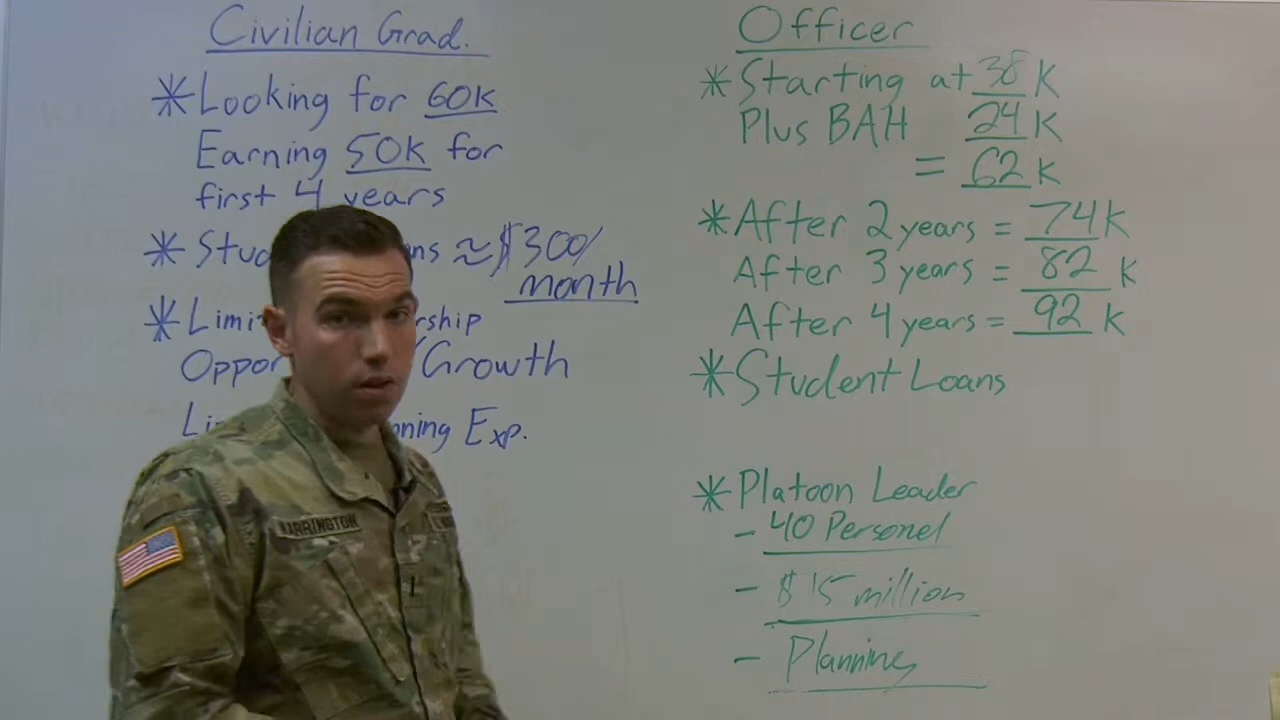 Civilian Grad.
*Looking for 60K
Earning 50K for
first 4 years
* Stud ns ≈ $300/
month
* Limi rship
Oppor /Growth
Li nning Exp.
Officer
*Starting at 38 K
Plus BAH 24 K
= 62 K
*After 2 years = 74 K
After 3 years = 82 K
After 4 years = 92 K
*Student Loans
*Platoon Leader
- 40 Personel
- $15 million
- Planning
ARRINGTON